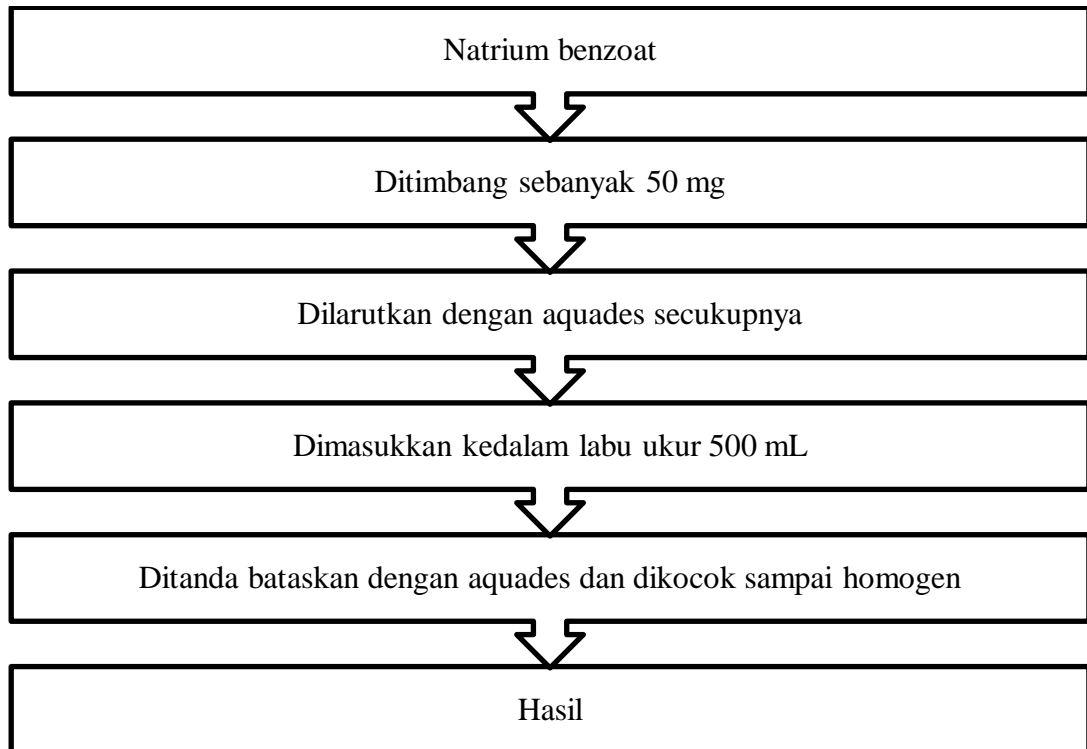 Natrium benzoat
Ditimbang sebanyak 50 mg
Dilarutkan dengan aquades secukupnya
Dimasukkan kedalam labu ukur 500 mL
Ditanda bataskan dengan aquades dan dikocok sampai homogen
Hasil